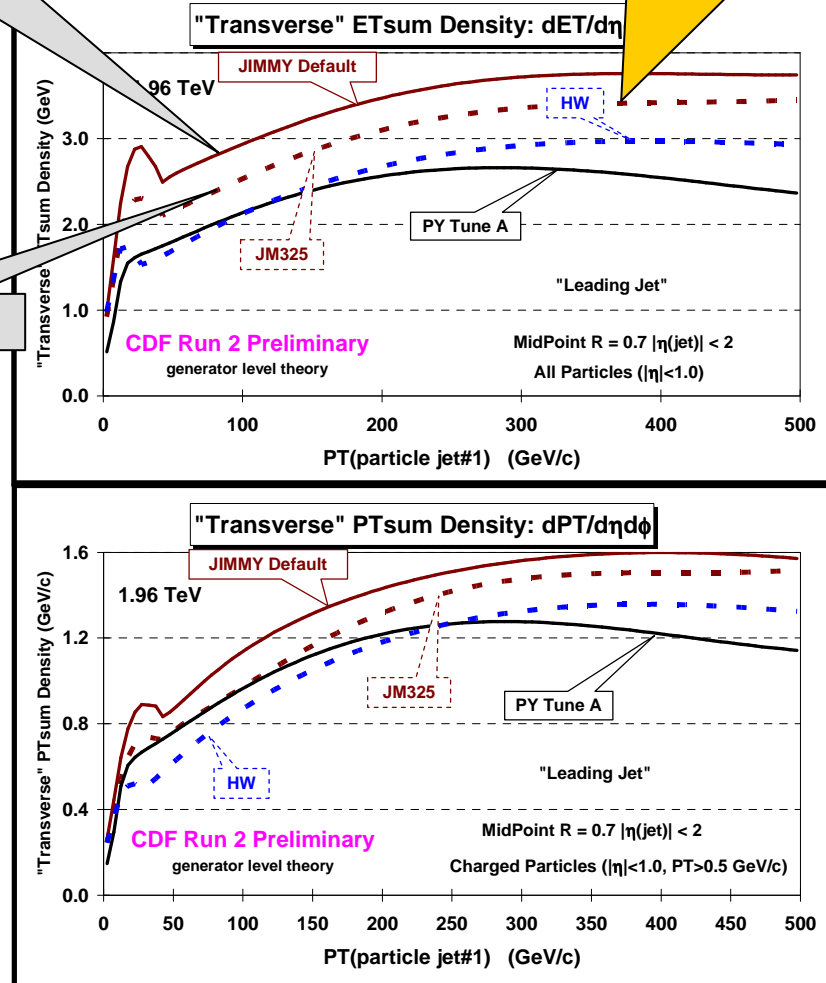 "Transverse" ETsum Density: dET/dη
JIMMY Default
.96 TeV
HW
PY Tune A
JM325
"Leading Jet"
CDF Run 2 Preliminary
generator level theory
MidPoint R = 0.7 |η(jet)| < 2
All Particles (|η|<1.0)
"Transverse" ETsum Density (GeV)
3.0
2.0
1.0
0.0
0 100 200 300 400 500
PT(particle jet#1) (GeV/c)
"Transverse" PTsum Density: dPT/dηdϕ
JIMMY Default
1.96 TeV
JM325
PY Tune A
HW
"Leading Jet"
CDF Run 2 Preliminary
generator level theory
MidPoint R = 0.7 |η(jet)| < 2
Charged Particles (|η|<1.0, PT>0.5 GeV/c)
"Transverse" PTsum Density (GeV/c)
1.6
1.2
0.8
0.4
0.0
0 50 100 150 200 250 300 350 400 450 500
PT(particle jet#1) (GeV/c)